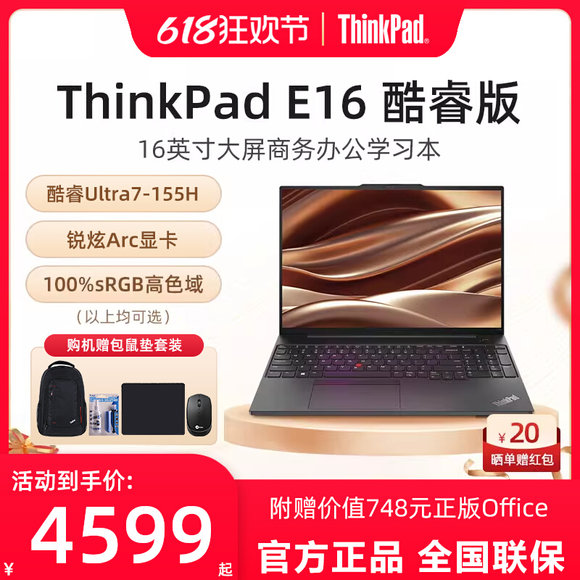 618狂欢节 ThinkPad
ThinkPad E16 酷睿版
16英寸大屏商务办公学习本
酷睿Ultra7-155H
锐炫Arc显卡
100%sRGB高色域
(以上均可选)
购机赠包鼠垫套装
ThinkPad
¥20
晒单赠红包
活动到手价:
¥4599起
附赠价值748元正版Office
官方正品 全国联保